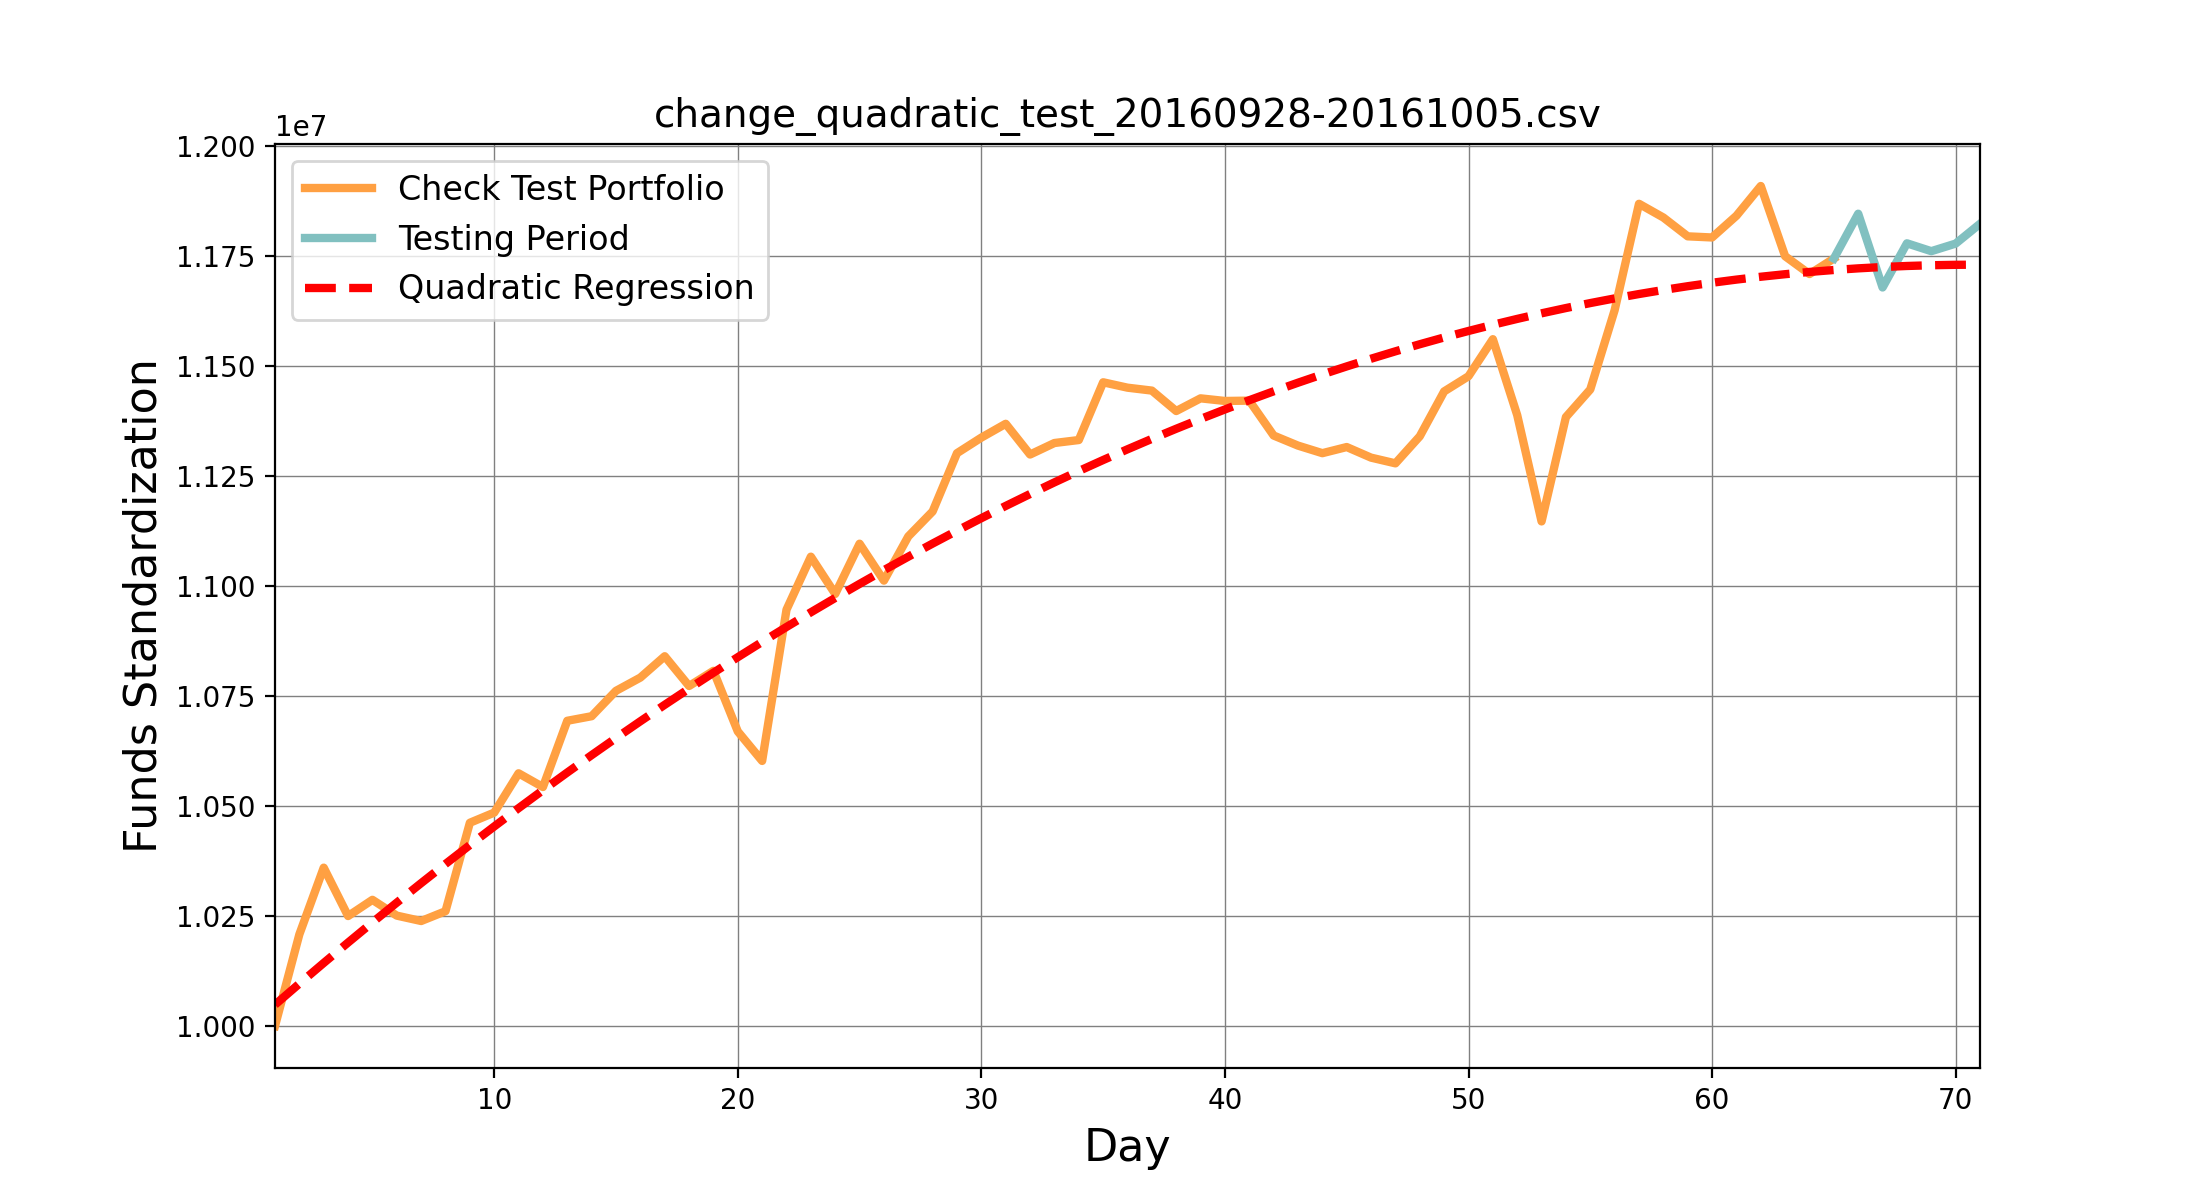 change_quadratic_test_20160928-20161005.csv
1e7
Check Test Portfolio
Testing Period
Quadratic Regression
Funds Standardization
1.200
1.175
1.150
1.125
1.100
1.075
1.050
1.025
1.000
10 20 30 40 50 60 70
Day